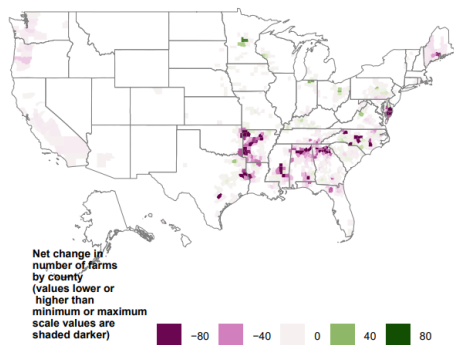 Net change in
number of farms
by county
(values lower or
higher than
minimum or maximum
scale values are
shaded darker)
−80 −40 0 40 80